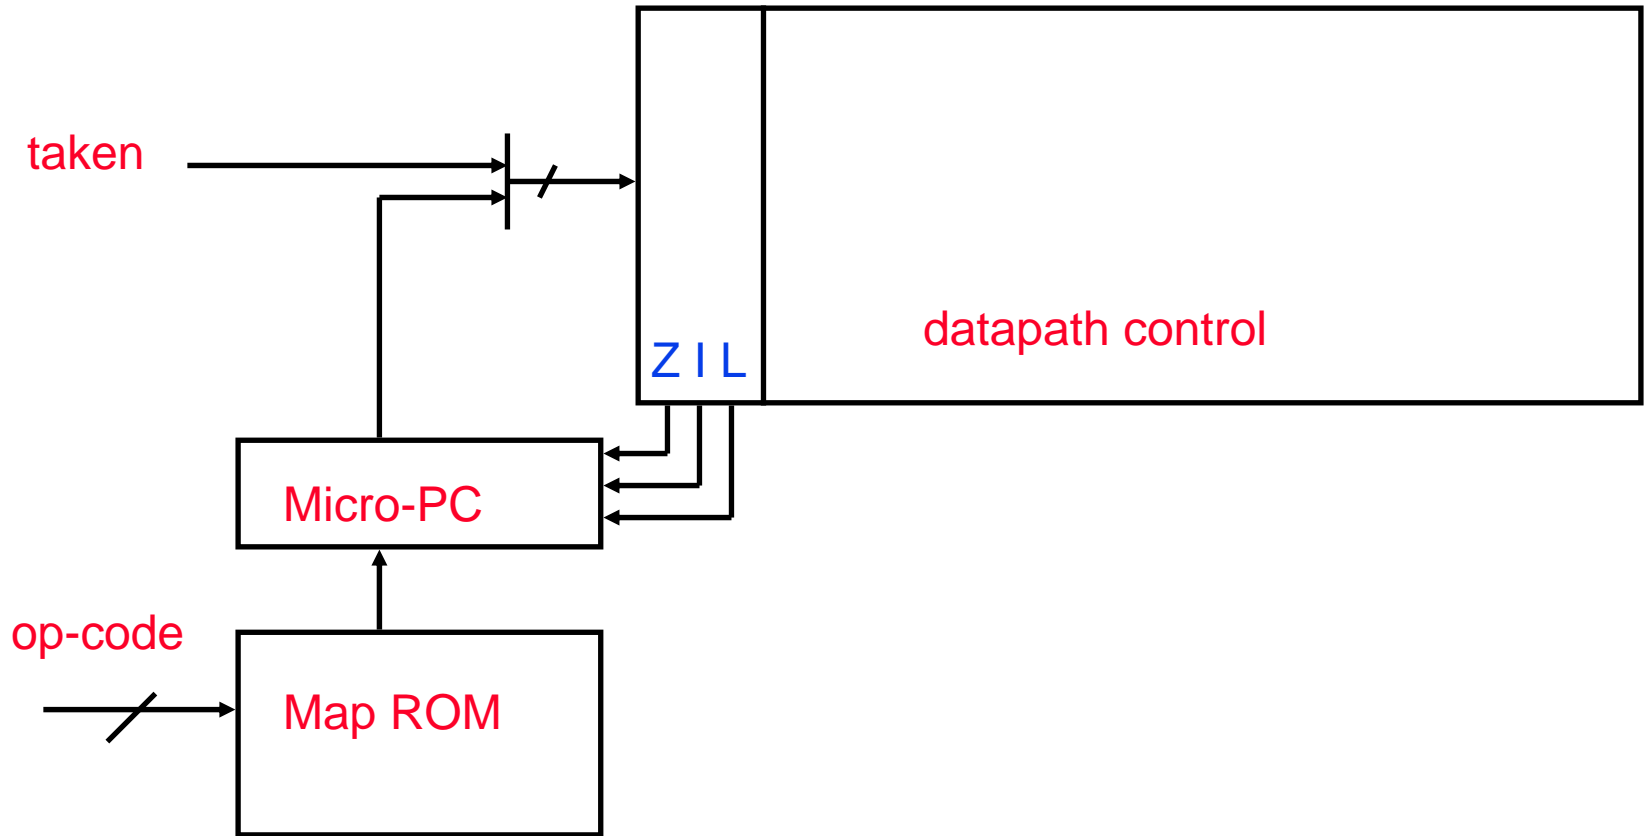 taken
datapath control
Z I L
Micro-PC
op-code
Map ROM